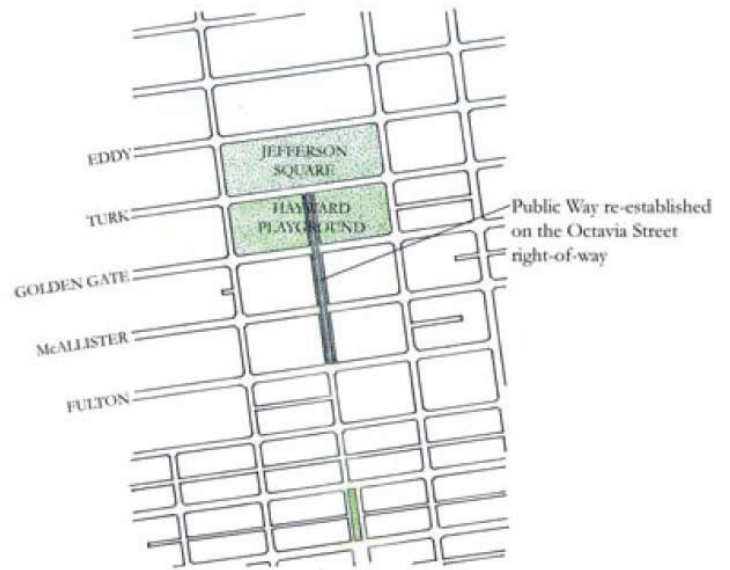 EDDY
JEFFERSON
SQUARE
TURK
HAYWARD
PLAYGROUND
Public Way re-established
on the Octavia Street
right-of-way
GOLDEN GATE
McALLISTER
FULTON